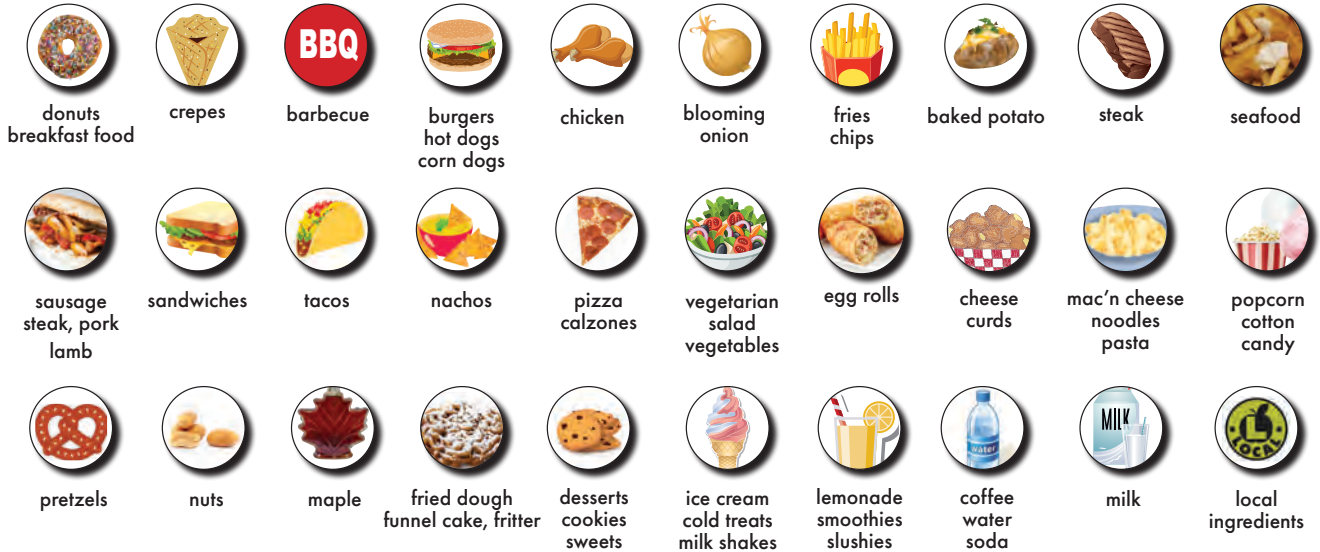 BBQ
donuts
breakfast food
crepes
barbecue
burgers
hot dogs
corn dogs
chicken
blooming
onion
fries
chips
baked potato
steak
seafood
sausage
steak, pork
lamb
sandwiches
tacos
nachos
pizza
calzones
vegetarian
salad
vegetables
egg rolls
cheese
curds
mac'n cheese
noodles
pasta
popcorn
cotton
candy
water
MILK
L
LOCAL
pretzels
nuts
maple
fried dough
funnel cake, fritter
desserts
cookies
sweets
ice cream
cold treats
milk shakes
lemonade
smoothies
slushies
coffee
water
soda
milk
local
ingredients